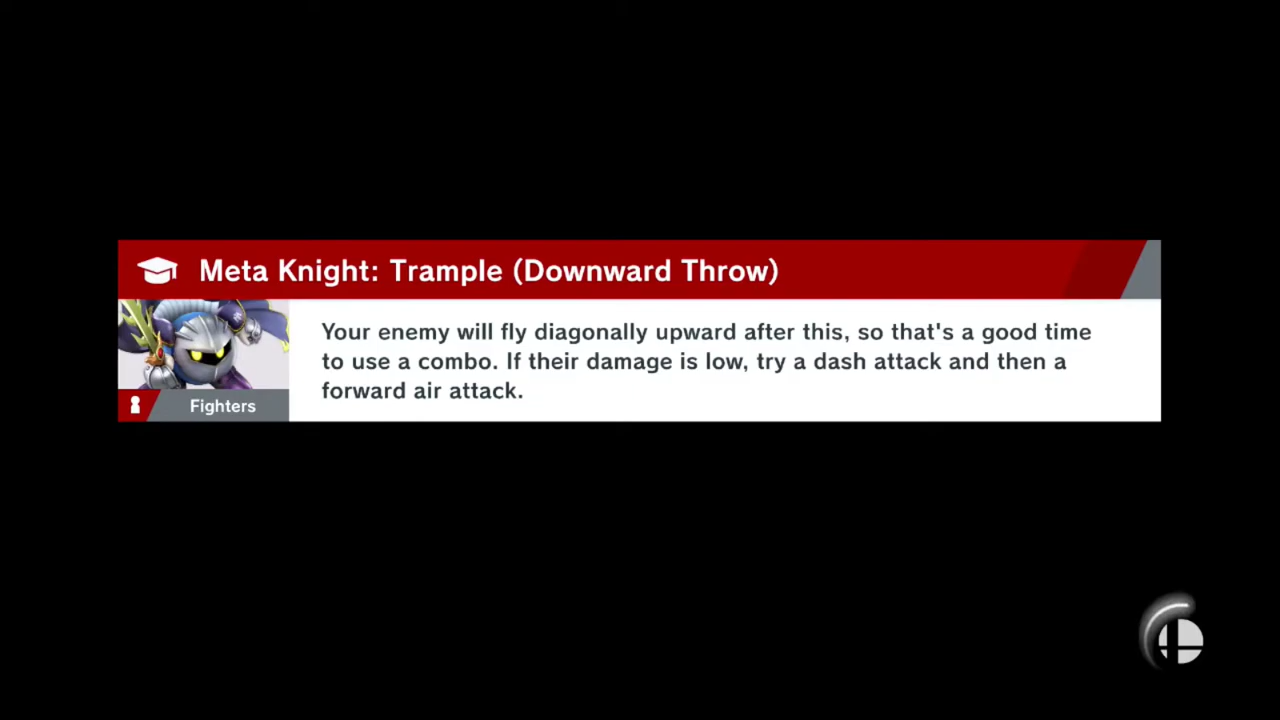 Meta Knight: Trample (Downward Throw)
Your enemy will fly diagonally upward after this, so that's a good time
to use a combo. If their damage is low, try a dash attack and then a
forward air attack.
Fighters